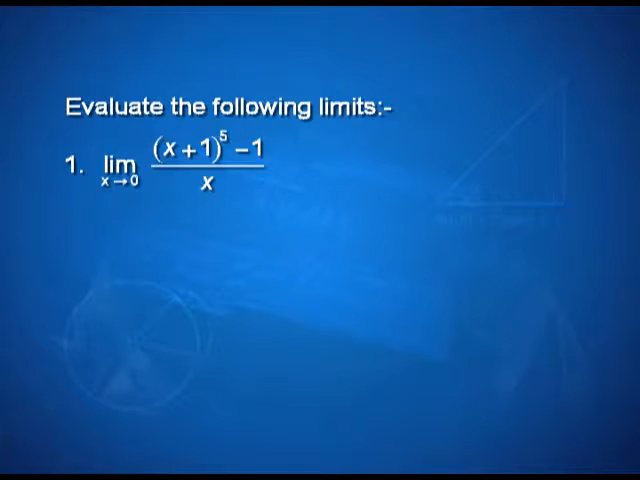 Evaluate the following limits:-
1. lim x→0 (x+1)^5 −1 / x